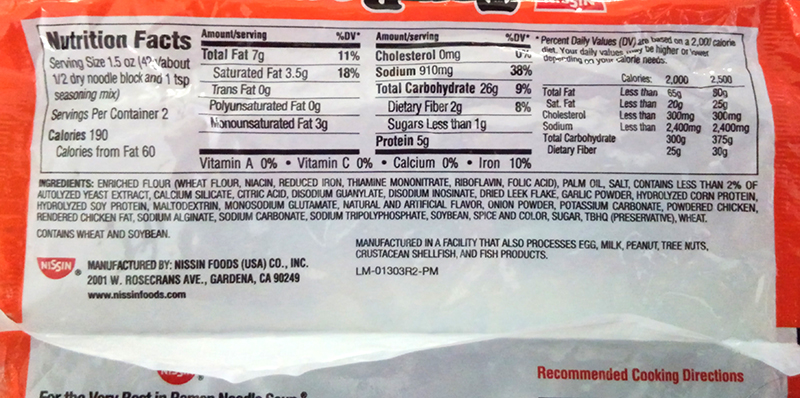 NISSIN
Nutrition Facts
Serving Size 1.5 oz (42 /about
1/2 dry noodle block and 1 tsp
seasoning mix)
Servings Per Container 2
Calories 190
Calories from Fat 60
Amount/serving %DV*
Total Fat 7g 11%
Saturated Fat 3.5g 18%
Trans Fat 0g
Polyunsaturated Fat 0g
Monounsaturated Fat 3g
Amount/serving %DV*
Cholesterol 0mg 0%
Sodium 910mg 38%
Total Carbohydrate 26g 9%
Dietary Fiber 2g 8%
Sugars Less than 1g
Protein 5g
Vitamin A 0% • Vitamin C 0% • Calcium 0% • Iron 10%
* Percent Daily Values (DV) are based on a 2,000 calorie
diet. Your daily values may be higher or lower
depending on your calorie needs.
Calories: 2,000 2,500
Total Fat Less than 65g 80g
Sat. Fat Less than 20g 25g
Cholesterol Less than 300mg 300mg
Sodium Less than 2,400mg 2,400mg
Total Carbohydrate 300g 375g
Dietary Fiber 25g 30g
INGREDIENTS: ENRICHED FLOUR (WHEAT FLOUR, NIACIN, REDUCED IRON, THIAMINE MONONITRATE, RIBOFLAVIN, FOLIC ACID), PALM OIL, SALT, CONTAINS LESS THAN 2% OF
AUTOLYZED YEAST EXTRACT, CALCIUM SILICATE, CITRIC ACID, DISODIUM GUANYLATE, DISODIUM INOSINATE, DRIED LEEK FLAKE, GARLIC POWDER, HYDROLYZED CORN PROTEIN,
HYDROLYZED SOY PROTEIN, MALTODEXTRIN, MONOSODIUM GLUTAMATE, NATURAL AND ARTIFICIAL FLAVOR, ONION POWDER, POTASSIUM CARBONATE, POWDERED CHICKEN,
RENDERED CHICKEN FAT, SODIUM ALGINATE, SODIUM CARBONATE, SODIUM TRIPOLYPHOSPHATE, SOYBEAN, SPICE AND COLOR, SUGAR, TBHQ (PRESERVATIVE), WHEAT.
CONTAINS WHEAT AND SOYBEAN.
MANUFACTURED IN A FACILITY THAT ALSO PROCESSES EGG, MILK, PEANUT, TREE NUTS,
CRUSTACEAN SHELLFISH, AND FISH PRODUCTS.
LM-01303R2-PM
NISSIN ®
MANUFACTURED BY: NISSIN FOODS (USA) CO., INC.
2001 W. ROSECRANS AVE., GARDENA, CA 90249
www.nissinfoods.com
Recommended Cooking Directions
For the Very Best in Ramen Noodle Soup ®